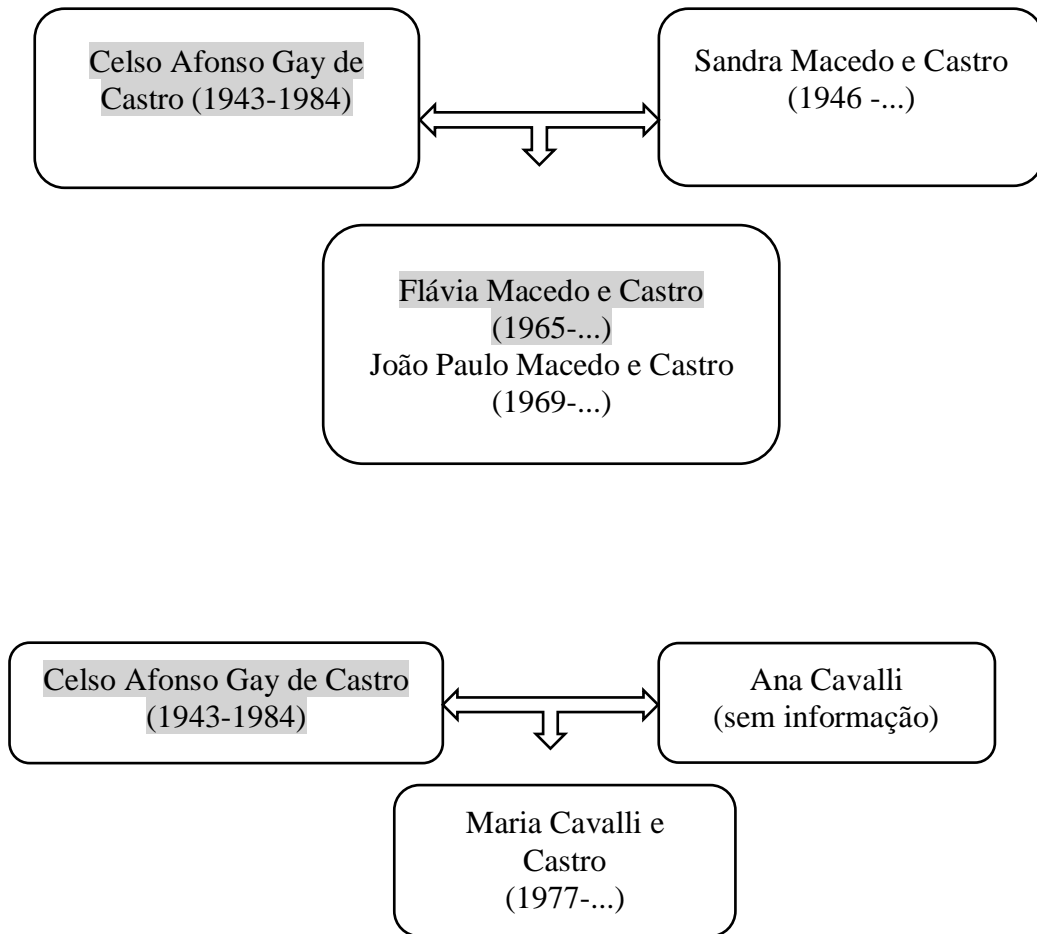 Celso Afonso Gay de
Castro (1943-1984)
Sandra Macedo e Castro
(1946 -...)
Flávia Macedo e Castro
(1965-...)
João Paulo Macedo e Castro
(1969-...)
Celso Afonso Gay de Castro
(1943-1984)
Ana Cavalli
(sem informação)
Maria Cavalli e
Castro
(1977-...)